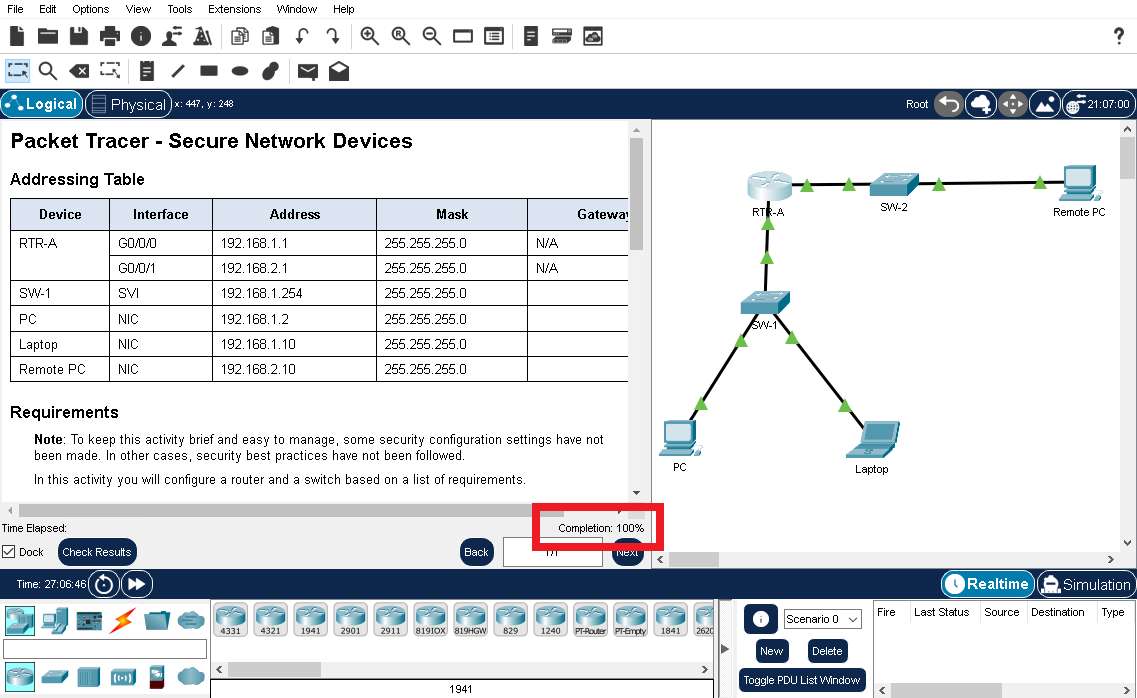 File Edit Options View Tools Extensions Window Help
Logical Physical x: 447, y: 248 Root 21:07:00
Packet Tracer - Secure Network Devices
Addressing Table
Device Interface Address Mask Gateway
RTR-A G0/0/0 192.168.1.1 255.255.255.0 N/A
G0/0/1 192.168.2.1 255.255.255.0 N/A
SW-1 SVI 192.168.1.254 255.255.255.0
PC NIC 192.168.1.2 255.255.255.0
Laptop NIC 192.168.1.10 255.255.255.0
Remote PC NIC 192.168.2.10 255.255.255.0
Requirements
Note: To keep this activity brief and easy to manage, some security configuration settings have not
been made. In other cases, security best practices have not been followed.
In this activity you will configure a router and a switch based on a list of requirements.
RTR-A
SW-2
Remote PC
SW-1
PC
Laptop
Time Elapsed: Completion: 100%
Dock Check Results Back 1/1 Next
Time: 27:06:46 Realtime Simulation
4331 4321 1941 2901 2911 819IOX 819HGW 829 1240 PT-Router PT-Empty 1841 2620
1941
Scenario 0
New Delete
Toggle PDU List Window
Fire Last Status Source Destination Type